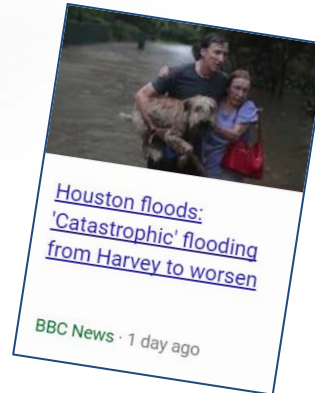 Houston floods:
'Catastrophic' flooding
from Harvey to worsen
BBC News · 1 day ago